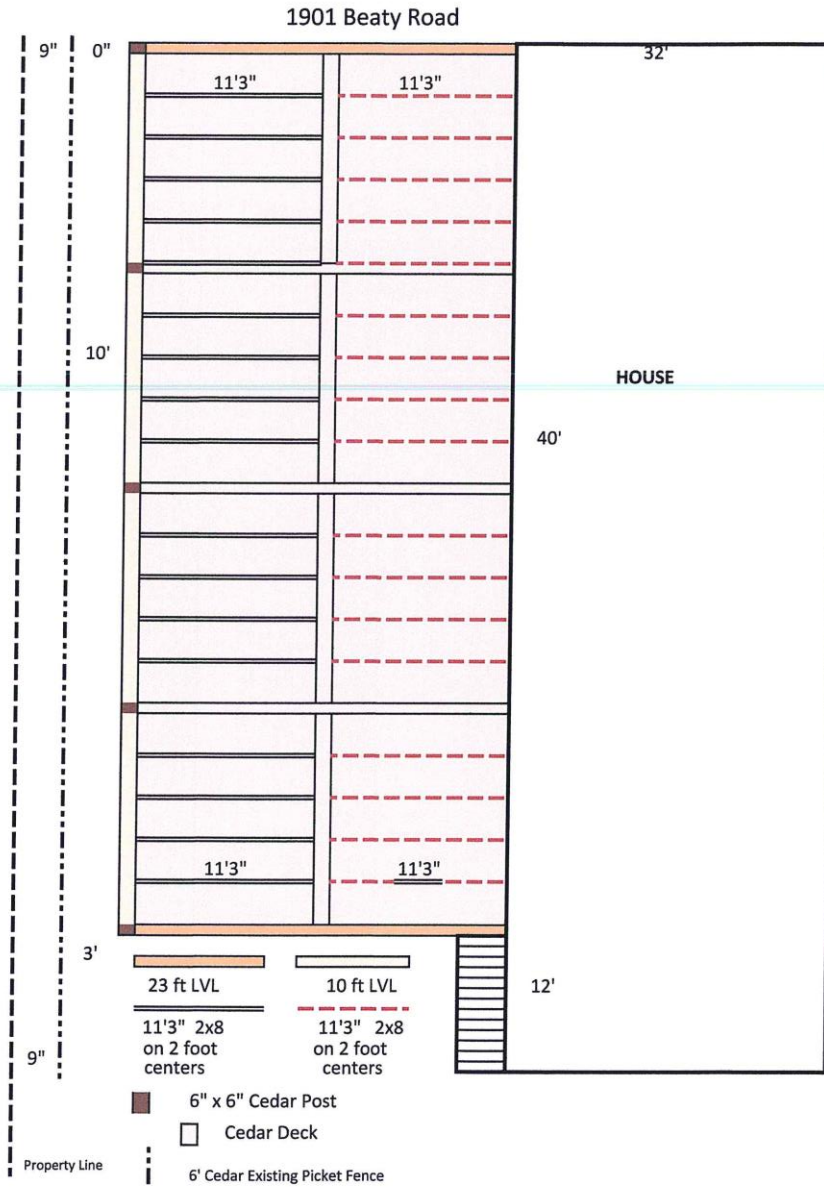 1901 Beaty Road
9" 0" 32'
11'3" 11'3"
10'
HOUSE
40'
11'3" 11'3"
3'
23 ft LVL 10 ft LVL
12'
11'3" 2x8 11'3" 2x8
on 2 foot on 2 foot
centers centers
9"
6" x 6" Cedar Post
Cedar Deck
Property Line
6' Cedar Existing Picket Fence